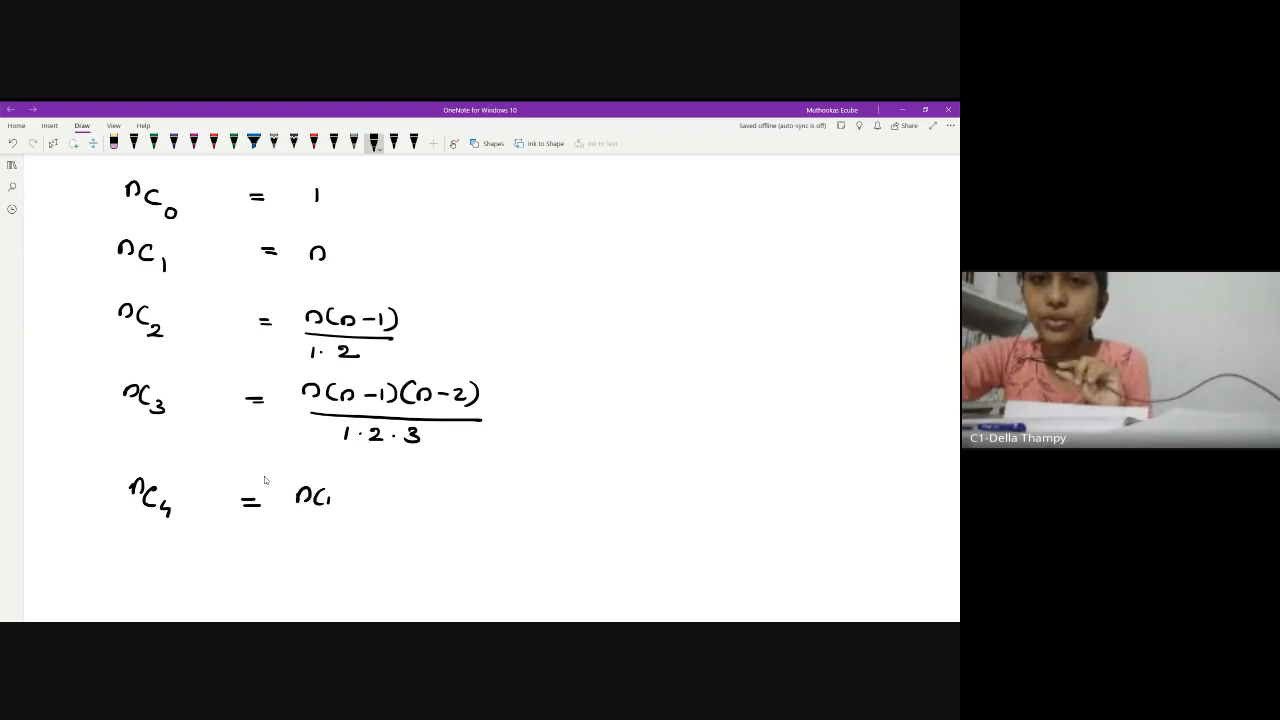 OneNote for Windows 10
Muthookas Ecube
Home Insert Draw View Help
Saved offline (auto-sync is off) Share
Shapes Ink to Shape Ink to Text
nC₀ = 1
nC₁ = n
nC₂ = n(n-1)
1.2
nC₃ = n(n-1)(n-2)
1.2.3
nC₄ = n(
C1-Della Thampy